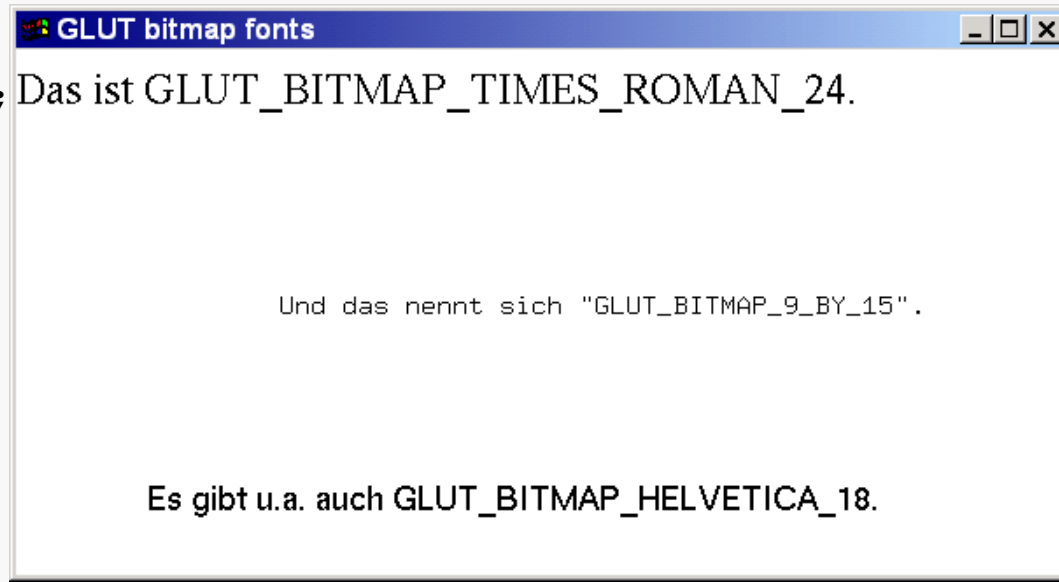 GLUT bitmap fonts
Das ist GLUT_BITMAP_TIMES_ROMAN_24.
Und das nennt sich "GLUT_BITMAP_9_BY_15".
Es gibt u.a. auch GLUT_BITMAP_HELVETICA_18.